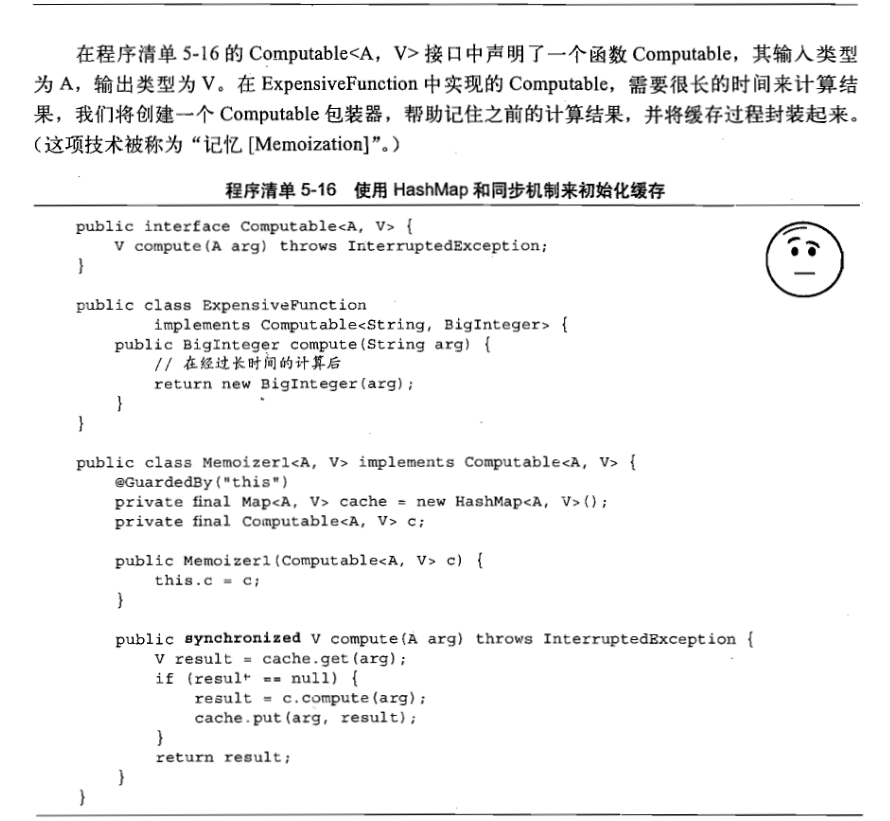 在程序清单 5-16 的 Computable<A，V> 接口中声明了一个函数 Computable，其输入类型
为 A，输出类型为 V。在 ExpensiveFunction 中实现的 Computable，需要很长的时间来计算结
果，我们将创建一个 Computable 包装器，帮助记住之前的计算结果，并将缓存过程封装起来。
（这项技术被称为“记忆 [Memoization]”。）
程序清单 5-16 使用 HashMap 和同步机制来初始化缓存
public interface Computable<A, V> {
    V compute(A arg) throws InterruptedException;
}
public class ExpensiveFunction
        implements Computable<String, BigInteger> {
    public BigInteger compute(String arg) {
        // 在经过长时间的计算后
        return new BigInteger(arg);
    }
}
public class Memoizer1<A, V> implements Computable<A, V> {
    @GuardedBy("this")
    private final Map<A, V> cache = new HashMap<A, V>();
    private final Computable<A, V> c;
    public Memoizer1(Computable<A, V> c) {
        this.c = c;
    }
    public synchronized V compute(A arg) throws InterruptedException {
        V result = cache.get(arg);
        if (result == null) {
            result = c.compute(arg);
            cache.put(arg, result);
        }
        return result;
    }
}